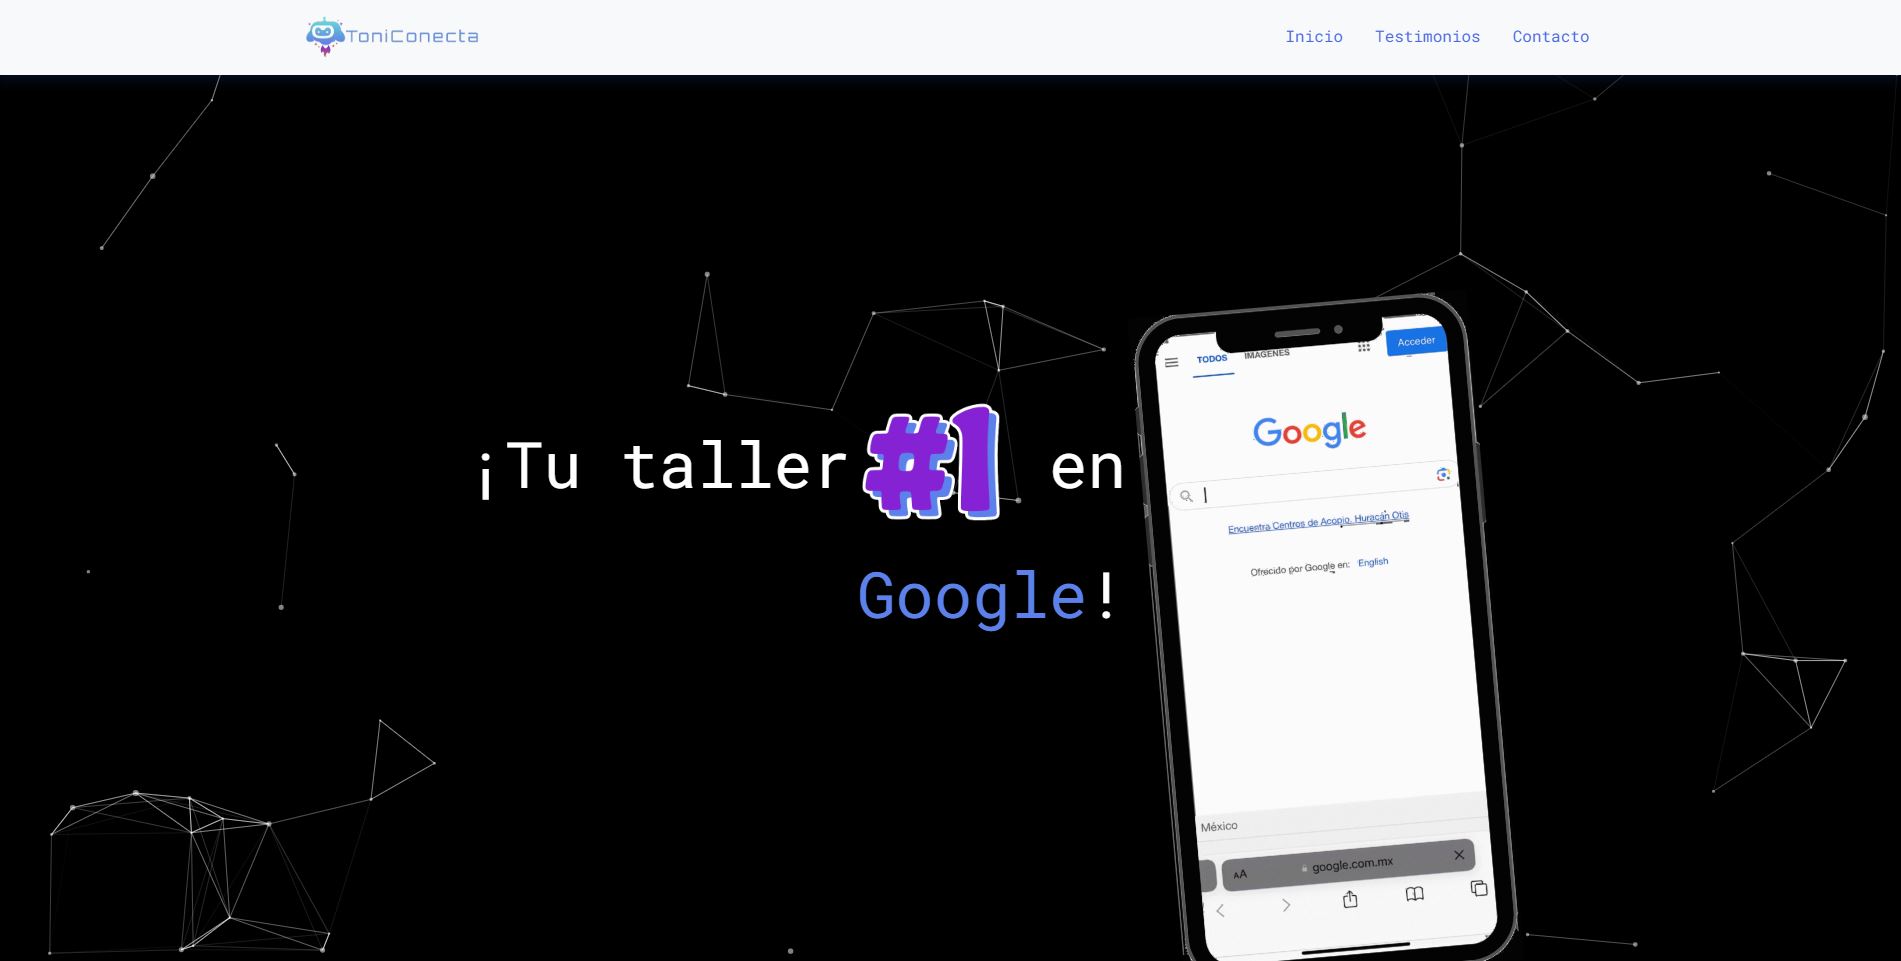 ToniConecta
Inicio Testimonios Contacto
¡Tu taller #1 en
Google!
TODOS IMÁGENES Acceder
Google
Encuentra Centros de Acopio, Huracán Otis
Ofrecido por Google en: English
México
AA google.com.mx